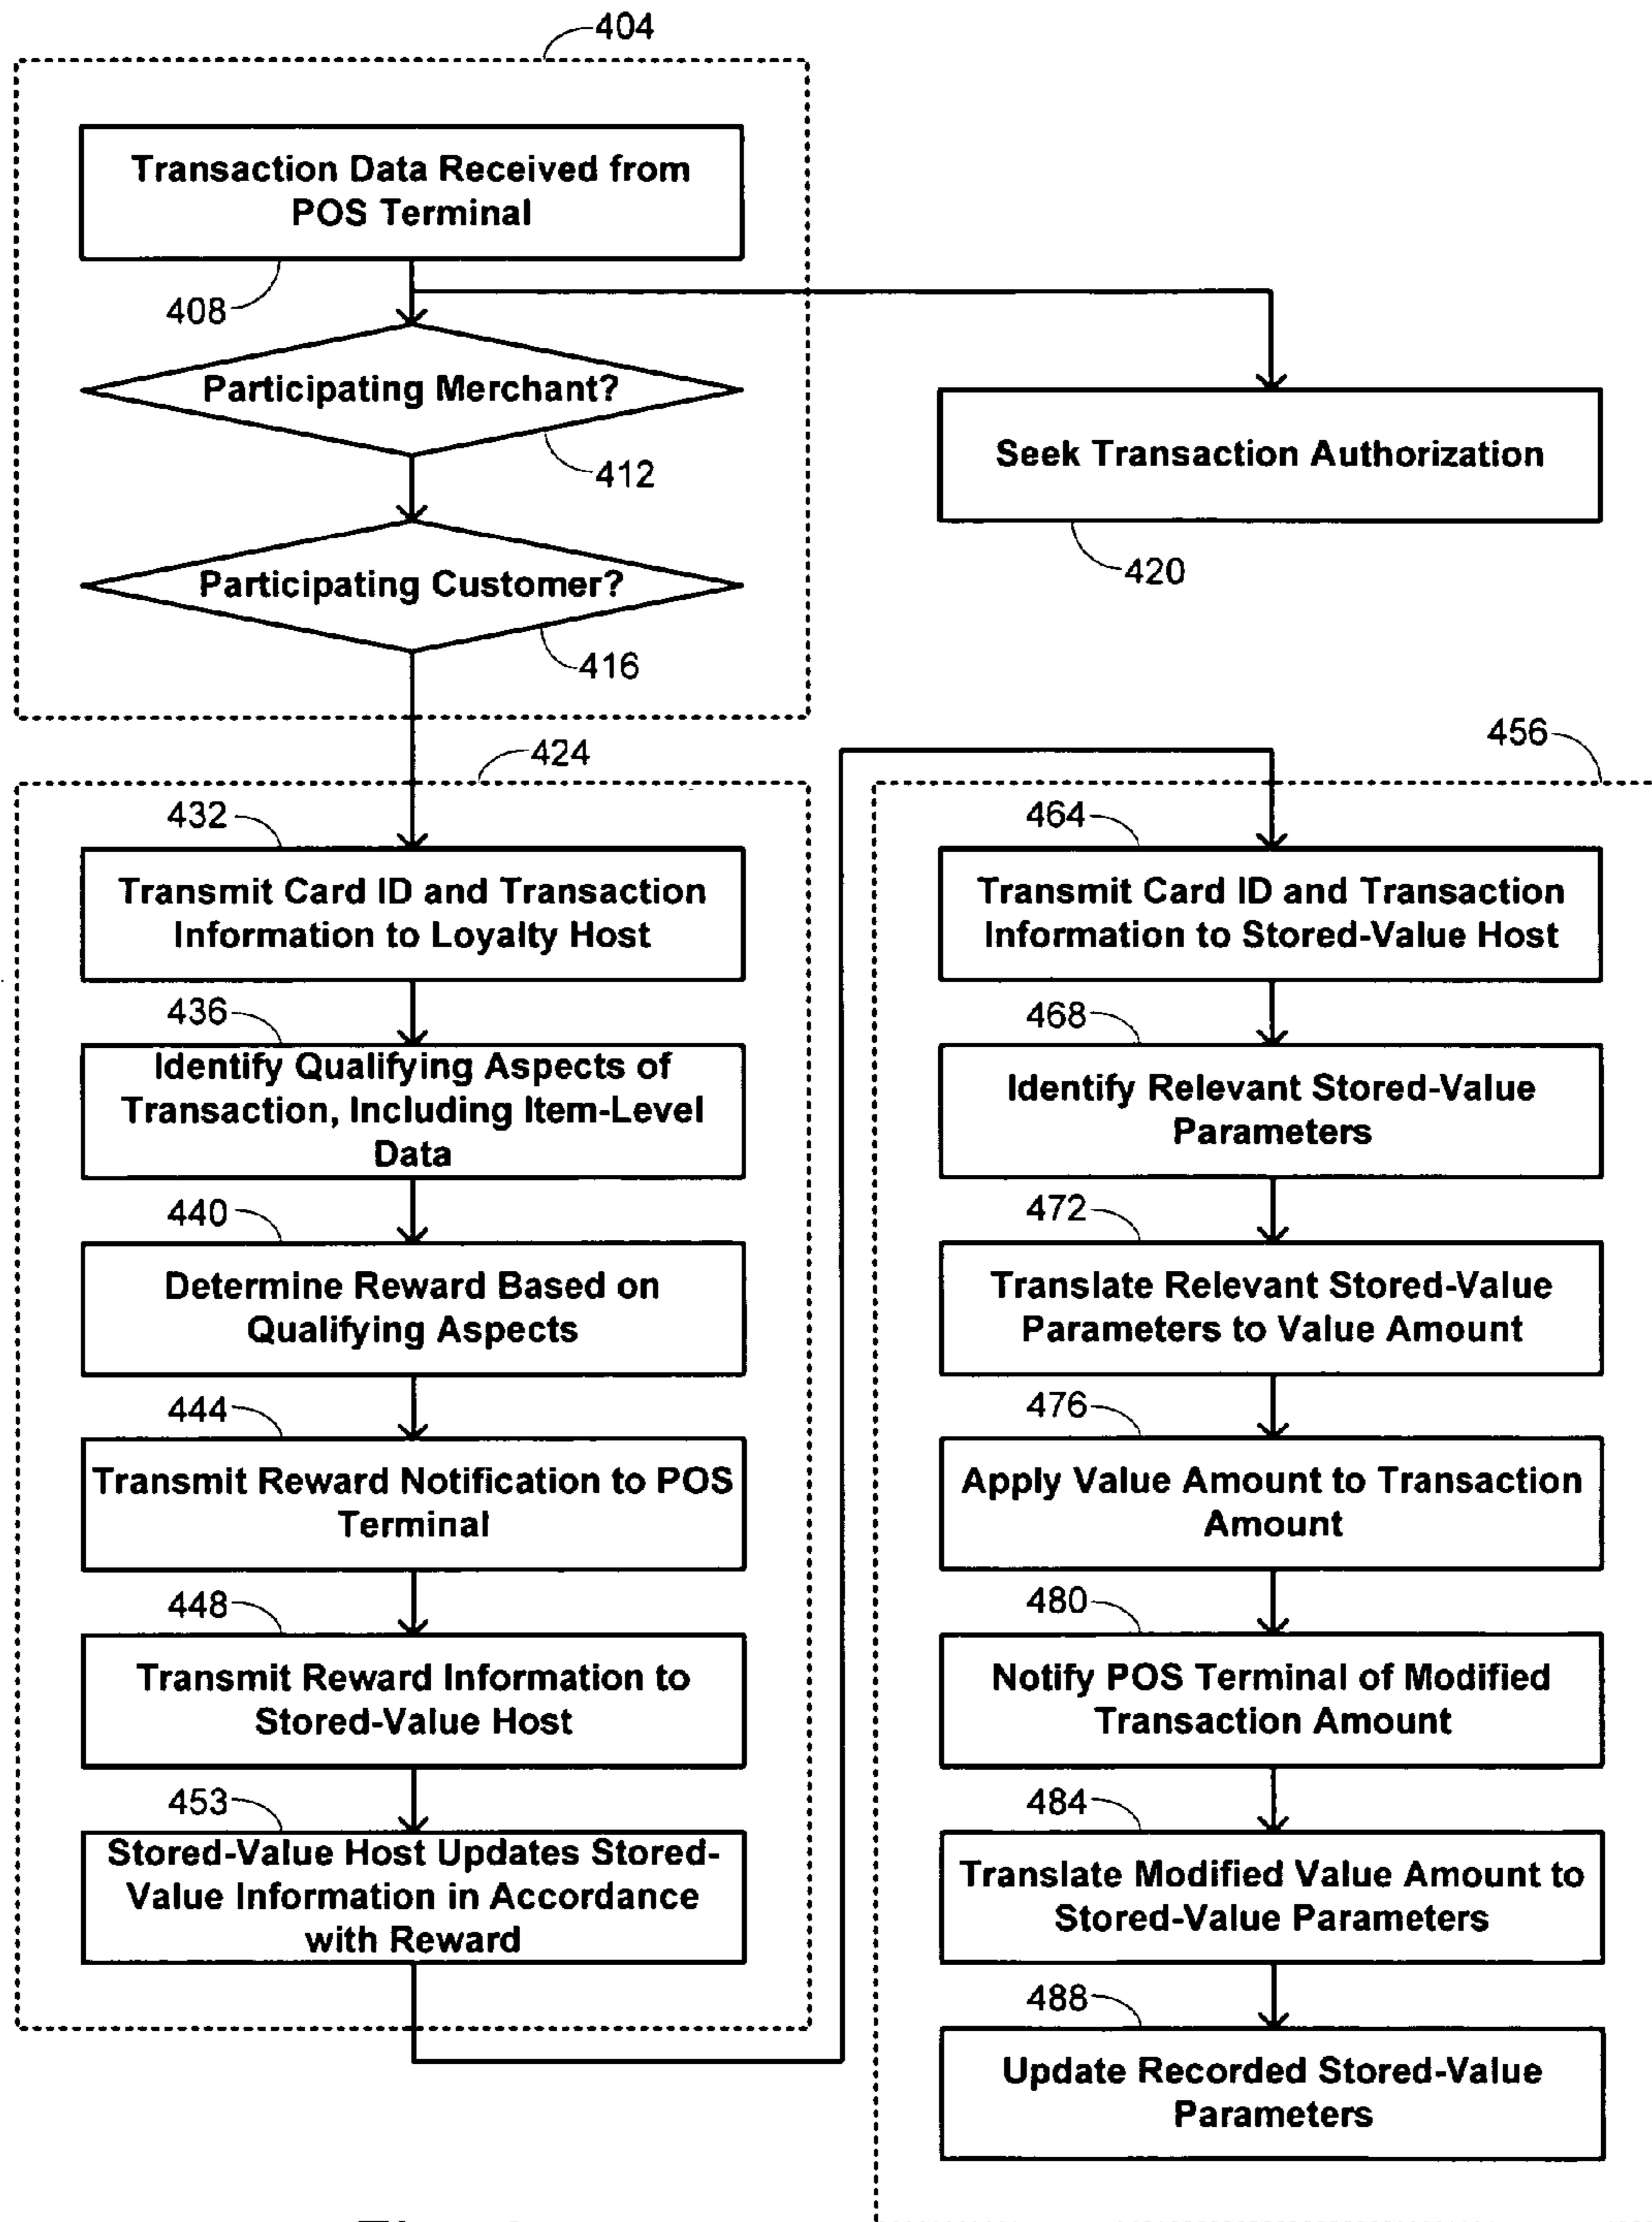 404
Transaction Data Received from
POS Terminal
408
Participating Merchant?
412
Seek Transaction Authorization
420
Participating Customer?
416
424
432
Transmit Card ID and Transaction
Information to Loyalty Host
436
Identify Qualifying Aspects of
Transaction, Including Item-Level
Data
440
Determine Reward Based on
Qualifying Aspects
444
Transmit Reward Notification to POS
Terminal
448
Transmit Reward Information to
Stored-Value Host
453
Stored-Value Host Updates Stored-
Value Information in Accordance
with Reward
456
464
Transmit Card ID and Transaction
Information to Stored-Value Host
468
Identify Relevant Stored-Value
Parameters
472
Translate Relevant Stored-Value
Parameters to Value Amount
476
Apply Value Amount to Transaction
Amount
480
Notify POS Terminal of Modified
Transaction Amount
484
Translate Modified Value Amount to
Stored-Value Parameters
488
Update Recorded Stored-Value
Parameters